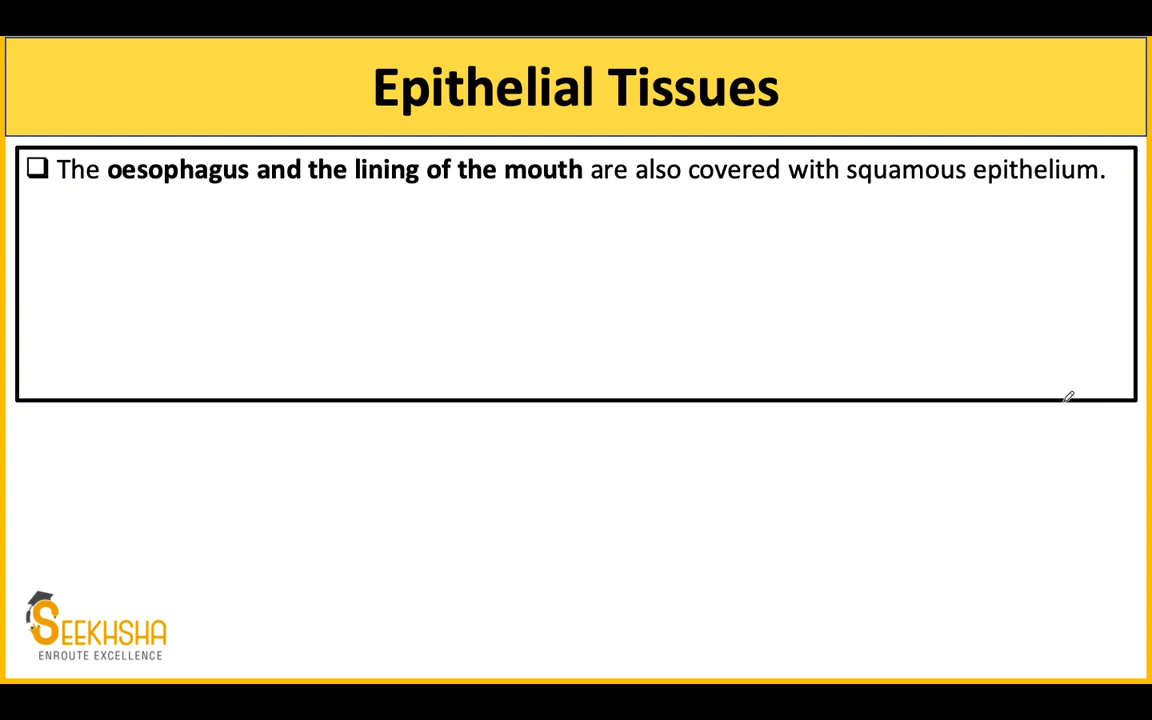 Epithelial Tissues
❑ The oesophagus and the lining of the mouth are also covered with squamous epithelium.
SEEKHSHA
ENROUTE EXCELLENCE